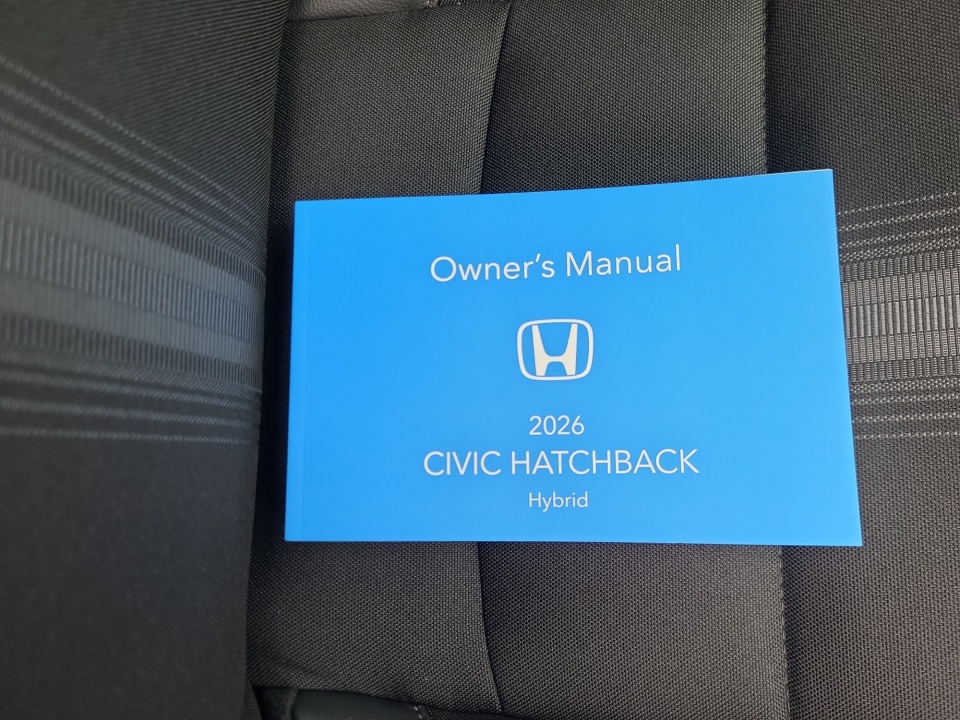 Owner's Manual
2026
CIVIC HATCHBACK
Hybrid